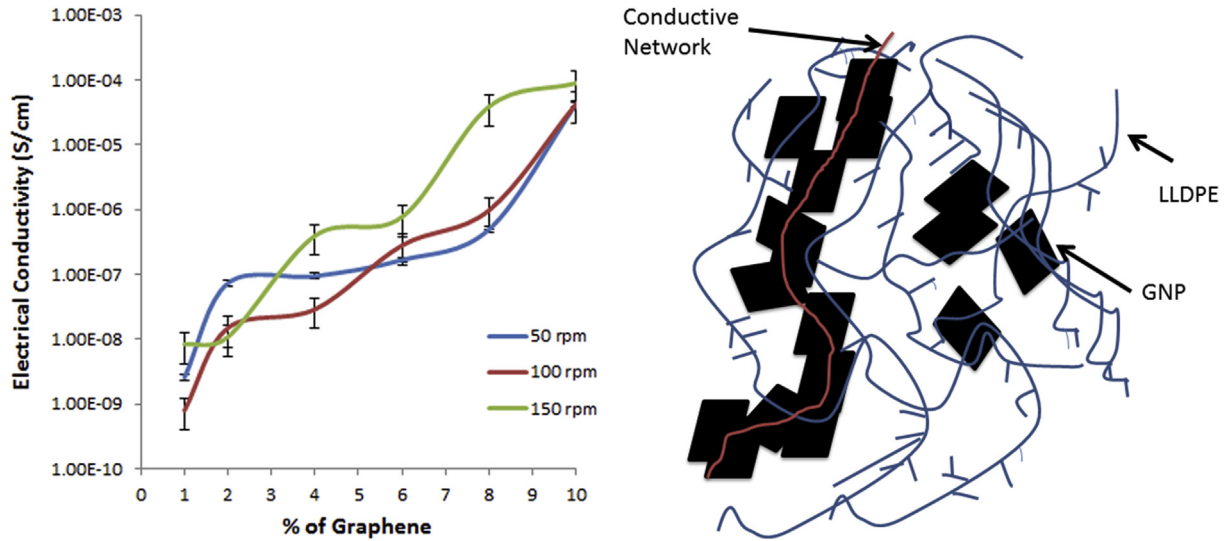 Electrical Conductivity (S/cm)
1.00E-03
1.00E-04
1.00E-05
1.00E-06
1.00E-07
1.00E-08
1.00E-09
1.00E-10
0 1 2 3 4 5 6 7 8 9 10
% of Graphene
50 rpm
100 rpm
150 rpm
Conductive
Network
LLDPE
GNP